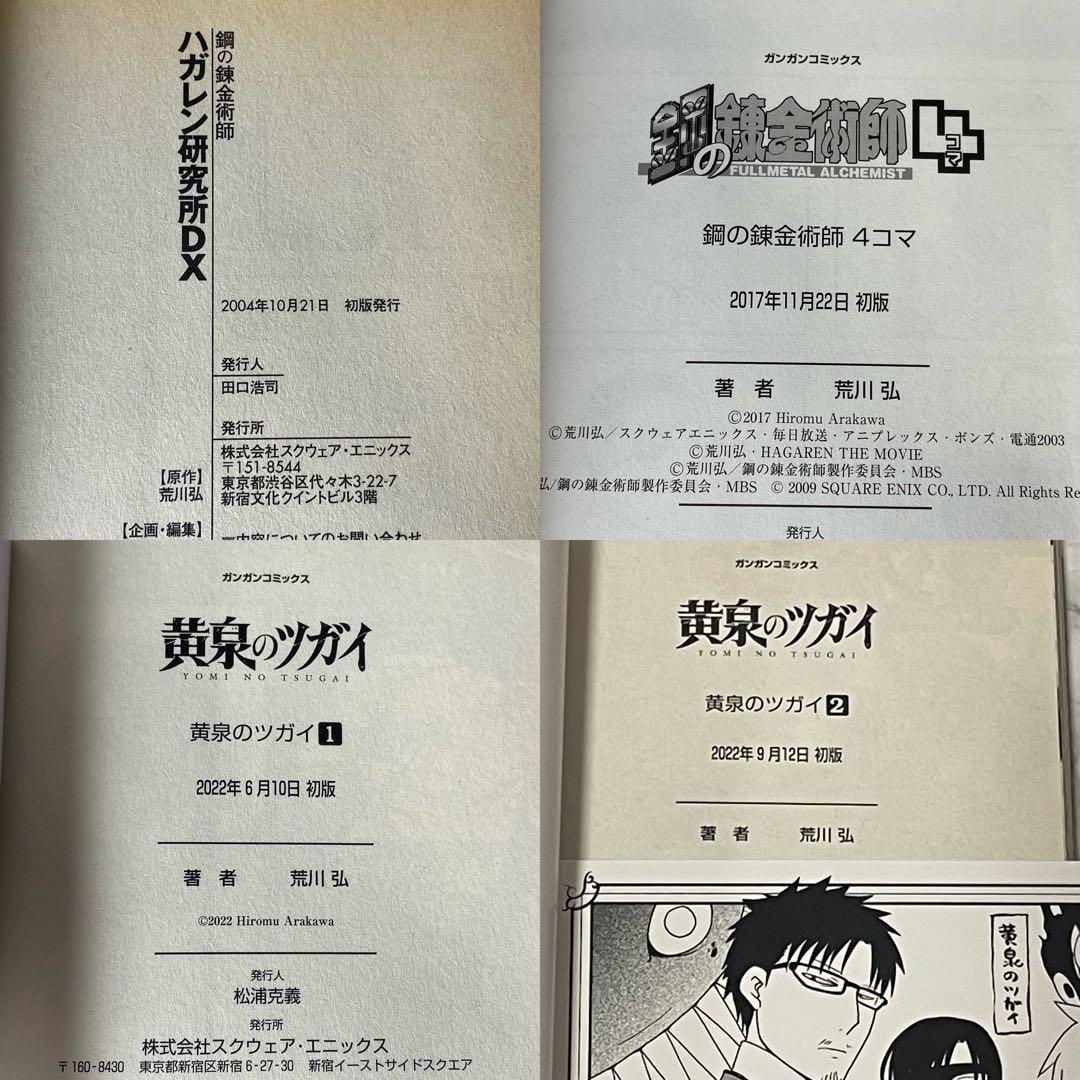 鋼の錬金術師
ハガレン研究所DX
2004年10月21日　初版発行
発行人
田口浩司
発行所
株式会社スクウェア・エニックス
〒151-8544
東京都渋谷区代々木3-22-7
新宿文化クイントビル3階
【原作】
荒川弘
【企画・編集】
ガンガンコミックス
鋼の錬金術師 4コマ
FULLMETAL ALCHEMIST
鋼の錬金術師 4コマ
2017年11月22日 初版
著　者　　荒川 弘
©2017 Hiromu Arakawa
©荒川弘／スクウェアエニックス・毎日放送・アニプレックス・ボンズ・電通2003
©荒川弘・HAGAREN THE MOVIE
©荒川弘／鋼の錬金術師製作委員会・MBS
弘/鋼の錬金術師製作委員会・MBS　© 2009 SQUARE ENIX CO., LTD. All Rights Re
発行人
ガンガンコミックス
黄泉のツガイ
YOMI NO TSUGAI
黄泉のツガイ 1
2022年 6 月10日 初版
著　者　　荒川 弘
©2022 Hiromu Arakawa
発行人
松浦克義
発行所
株式会社スクウェア・エニックス
〒160-8430　東京都新宿区新宿 6-27-30　新宿イーストサイドスクエア
ガンガンコミックス
黄泉のツガイ
YOMI NO TSUGAI
黄泉のツガイ 2
2022年 9 月12日 初版
著　者　　荒川 弘
黄泉のツガイ